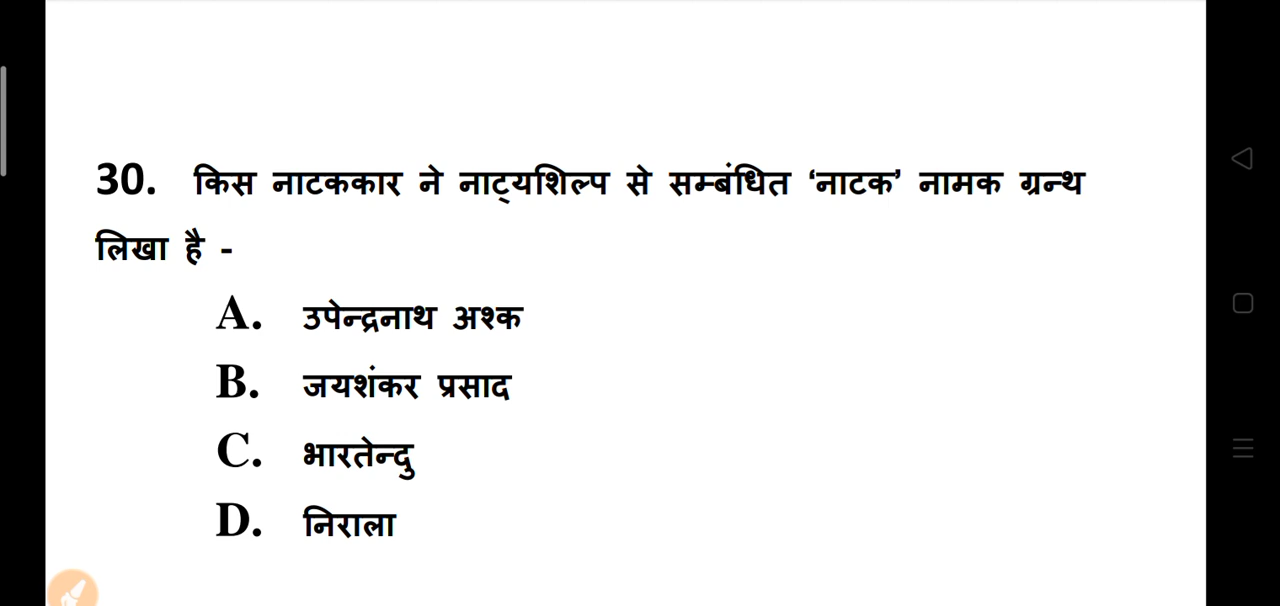 30. किस नाटककार ने नाट्यशिल्प से सम्बंधित ‘नाटक’ नामक ग्रन्थ
लिखा है -
A. उपेन्द्रनाथ अश्क
B. जयशंकर प्रसाद
C. भारतेन्दु
D. निराला